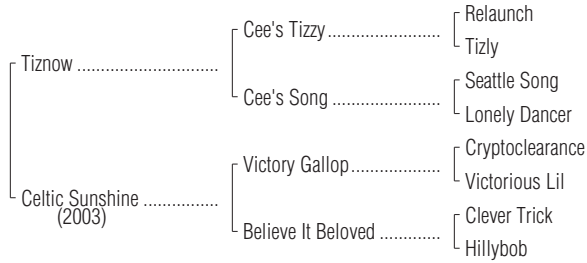 Relaunch
Cee's Tizzy
Tizly
Tiznow
Seattle Song
Cee's Song
Lonely Dancer
Cryptoclearance
Victory Gallop
Victorious Lil
Celtic Sunshine
(2003)
Clever Trick
Believe It Beloved
Hillybob